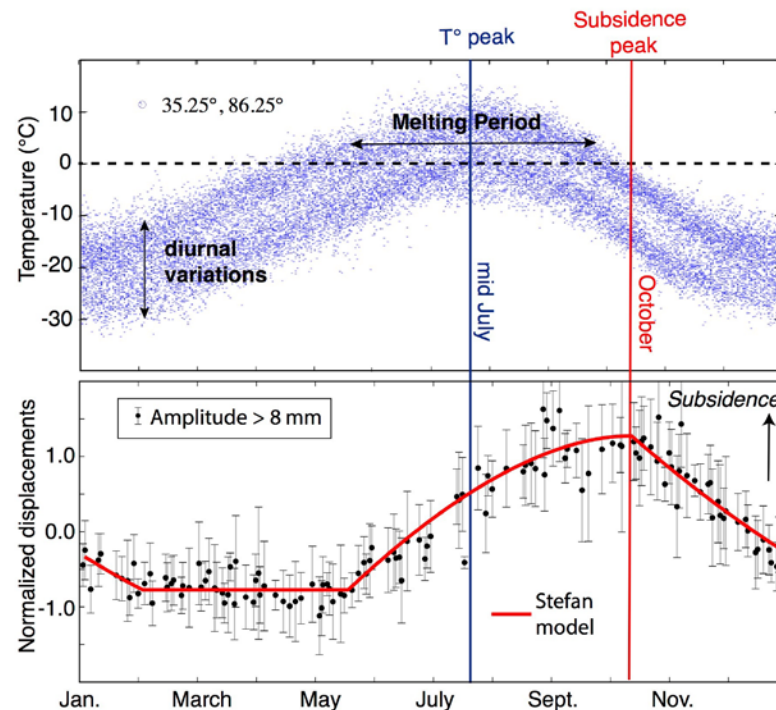 T° peak
Subsidence
peak
35.25°, 86.25°
Melting Period
diurnal
variations
mid July
October
Temperature (°C)
10
0
-10
-20
-30
Amplitude > 8 mm
Subsidence
Normalized displacements
1.0
0.0
-1.0
Stefan
model
Jan.
March
May
July
Sept.
Nov.